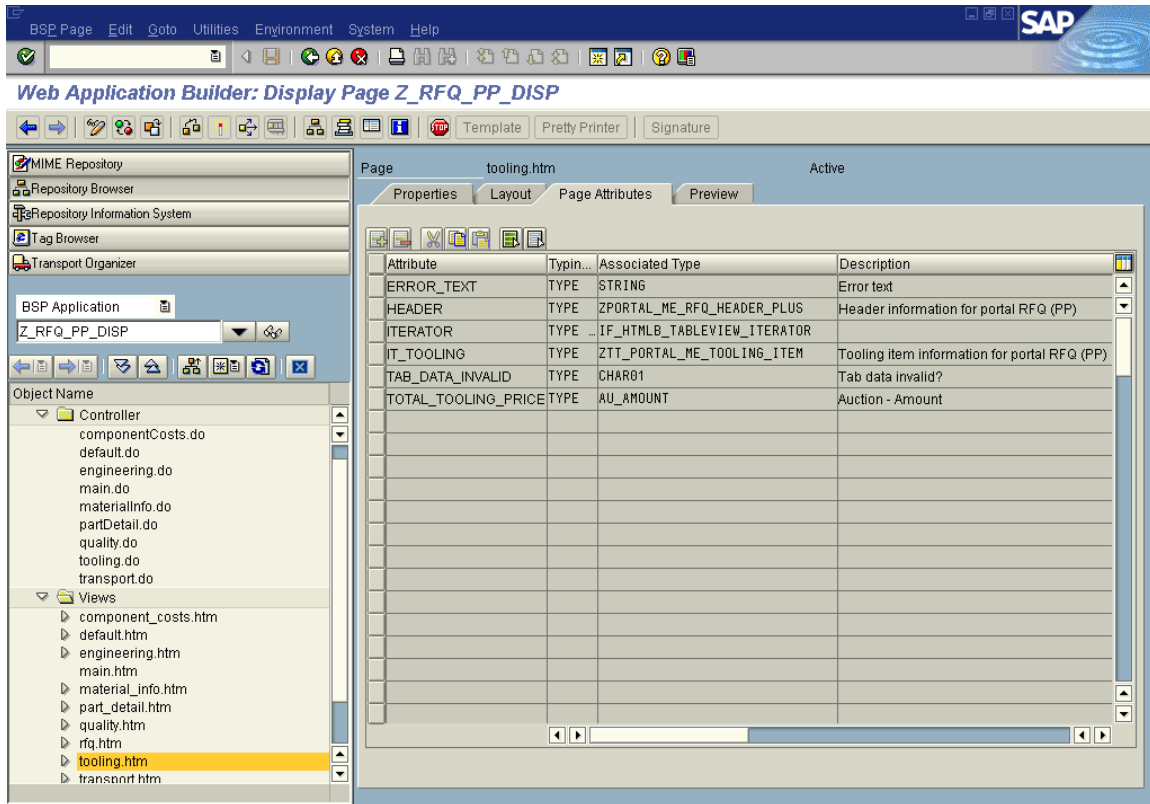 BSP Page Edit Goto Utilities Environment System Help
SAP
Web Application Builder: Display Page Z_RFQ_PP_DISP
Template Pretty Printer Signature
MIME Repository
Repository Browser
Repository Information System
Tag Browser
Transport Organizer
BSP Application
Z_RFQ_PP_DISP
Object Name
Controller
componentCosts.do
default.do
engineering.do
main.do
materialInfo.do
partDetail.do
quality.do
tooling.do
transport.do
Views
component_costs.htm
default.htm
engineering.htm
main.htm
material_info.htm
part_detail.htm
quality.htm
rfq.htm
tooling.htm
transport.htm
Page tooling.htm Active
Properties Layout Page Attributes Preview
Attribute Typin... Associated Type Description
ERROR_TEXT TYPE STRING Error text
HEADER TYPE ZPORTAL_ME_RFQ_HEADER_PLUS Header information for portal RFQ (PP)
ITERATOR TYPE ... IF_HTMLB_TABLEVIEW_ITERATOR
IT_TOOLING TYPE ZTT_PORTAL_ME_TOOLING_ITEM Tooling item information for portal RFQ (PP)
TAB_DATA_INVALID TYPE CHAR01 Tab data invalid?
TOTAL_TOOLING_PRICE TYPE AU_AMOUNT Auction - Amount